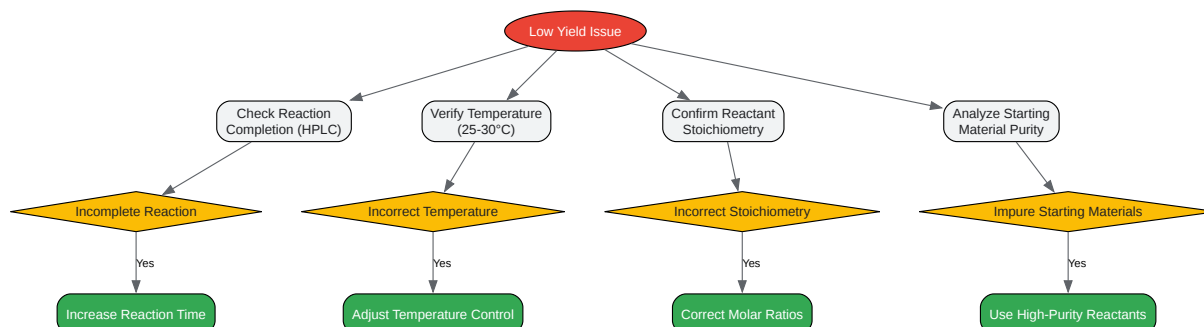 Low Yield Issue
Check Reaction
Completion (HPLC)
Verify Temperature
(25-30°C)
Confirm Reactant
Stoichiometry
Analyze Starting
Material Purity
Incomplete Reaction
Incorrect Temperature
Incorrect Stoichiometry
Impure Starting Materials
Yes
Yes
Yes
Yes
Increase Reaction Time
Adjust Temperature Control
Correct Molar Ratios
Use High-Purity Reactants